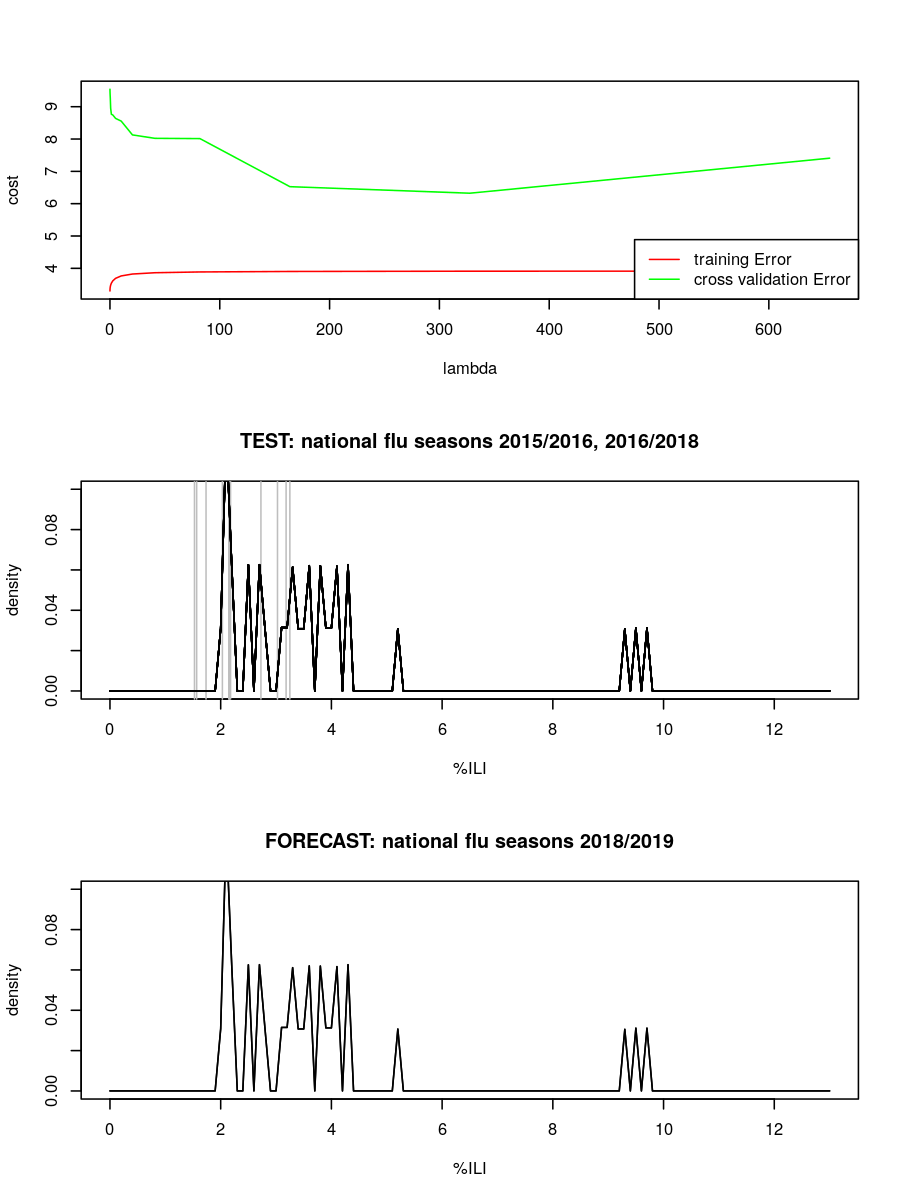 cost
4 5 6 7 8 9
training Error
cross validation Error
0 100 200 300 400 500 600
lambda
TEST: national flu seasons 2015/2016, 2016/2018
density
0.00 0.04 0.08
0 2 4 6 8 10 12
%ILI
FORECAST: national flu seasons 2018/2019
density
0.00 0.04 0.08
0 2 4 6 8 10 12
%ILI